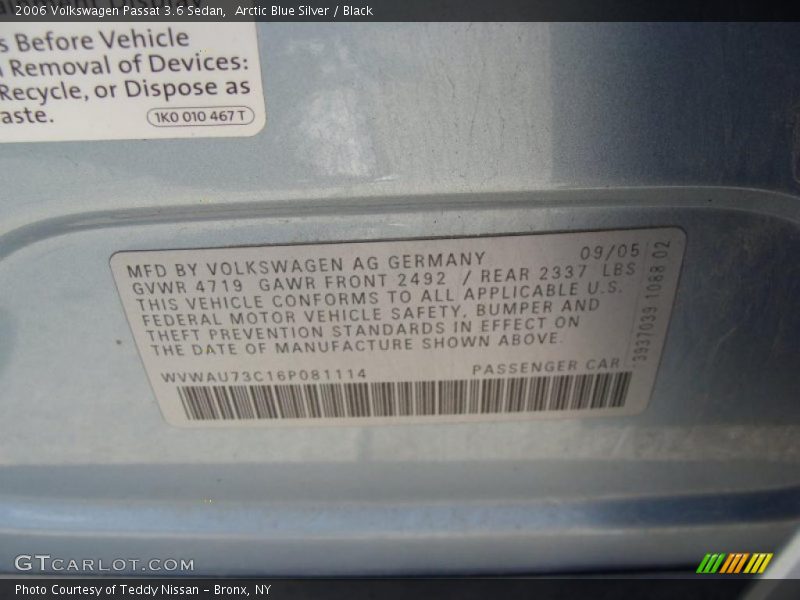 2006 Volkswagen Passat 3.6 Sedan,  Arctic Blue Silver / Black
s Before Vehicle
Removal of Devices:
Recycle, or Dispose as
aste.
1K0 010 467 T
MFD BY VOLKSWAGEN AG GERMANY 09/05
GVWR 4719 GAWR FRONT 2492 / REAR 2337 LBS
THIS VEHICLE CONFORMS TO ALL APPLICABLE U.S.
FEDERAL MOTOR VEHICLE SAFETY, BUMPER AND
THEFT PREVENTION STANDARDS IN EFFECT ON
THE DATE OF MANUFACTURE SHOWN ABOVE.
WVWAU73C16P081114 PASSENGER CAR
3937039 1088 02
GTCARLOT.COM
Photo Courtesy of Teddy Nissan - Bronx, NY